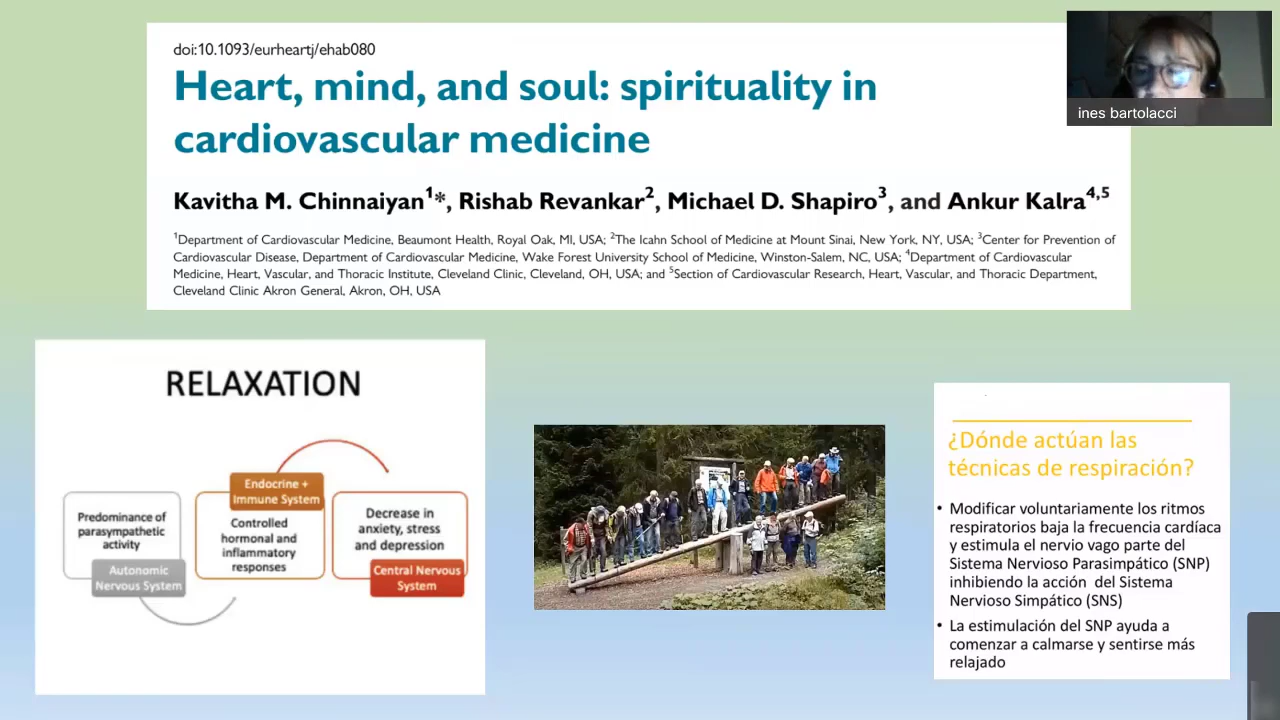 doi:10.1093/eurheartj/ehab080
Heart, mind, and soul: spirituality in
cardiovascular medicine
Kavitha M. Chinnaiyan1*, Rishab Revankar2, Michael D. Shapiro3, and Ankur Kalra4,5
1Department of Cardiovascular Medicine, Beaumont Health, Royal Oak, MI, USA; 2The Icahn School of Medicine at Mount Sinai, New York, NY, USA; 3Center for Prevention of
Cardiovascular Disease, Department of Cardiovascular Medicine, Wake Forest University School of Medicine, Winston-Salem, NC, USA; 4Department of Cardiovascular
Medicine, Heart, Vascular, and Thoracic Institute, Cleveland Clinic, Cleveland, OH, USA; and 5Section of Cardiovascular Research, Heart, Vascular, and Thoracic Department,
Cleveland Clinic Akron General, Akron, OH, USA
ines bartolacci
RELAXATION
Predominance of
parasympathetic
activity
Autonomic
Nervous System
Endocrine +
Immune System
Controlled
hormonal and
inflammatory
responses
Decrease in
anxiety, stress
and depression
Central Nervous
System
¿Dónde actúan las
técnicas de respiración?
• Modificar voluntariamente los ritmos
respiratorios baja la frecuencia cardíaca
y estimula el nervio vago parte del
Sistema Nervioso Parasimpático (SNP)
inhibiendo la acción del Sistema
Nervioso Simpático (SNS)
• La estimulación del SNP ayuda a
comenzar a calmarse y sentirse más
relajado